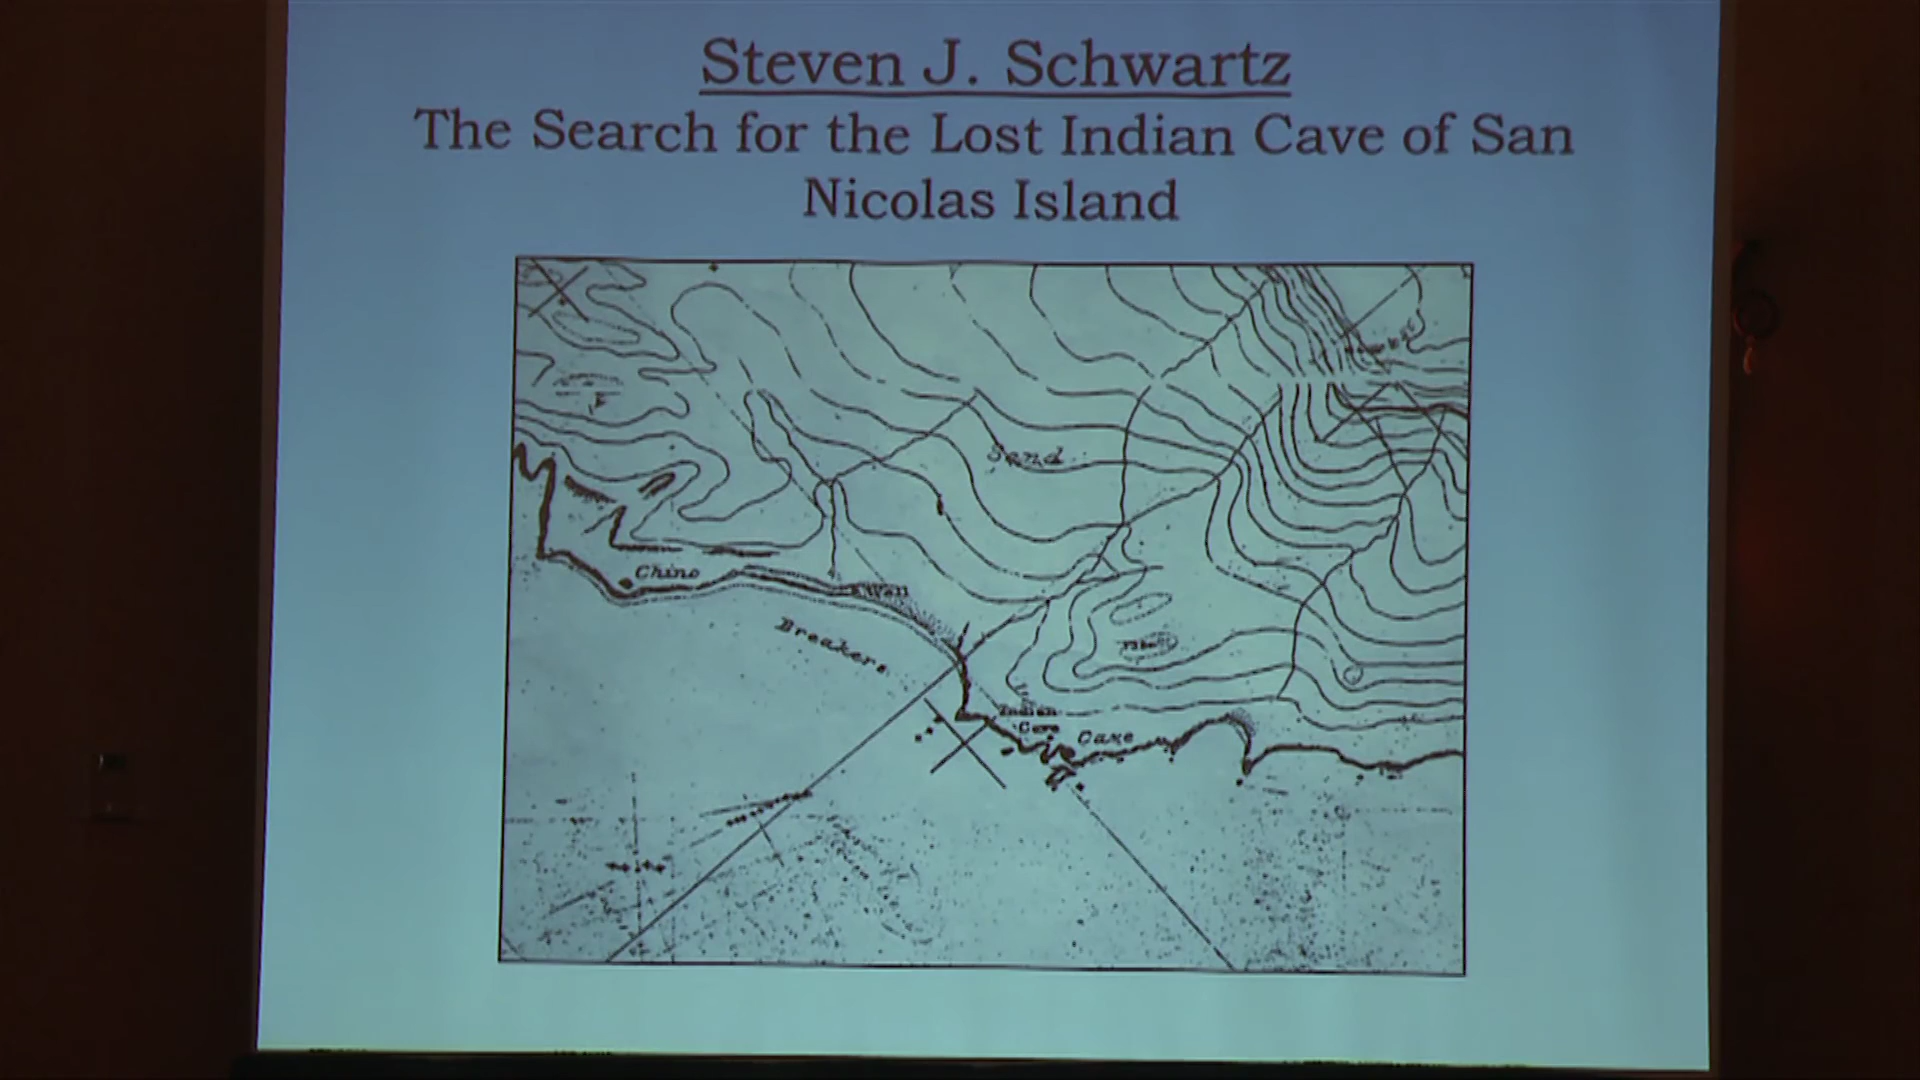 Steven J. Schwartz
The Search for the Lost Indian Cave of San
Nicolas Island
Sand
Chino
Breakers
Indian
Cave
Cave